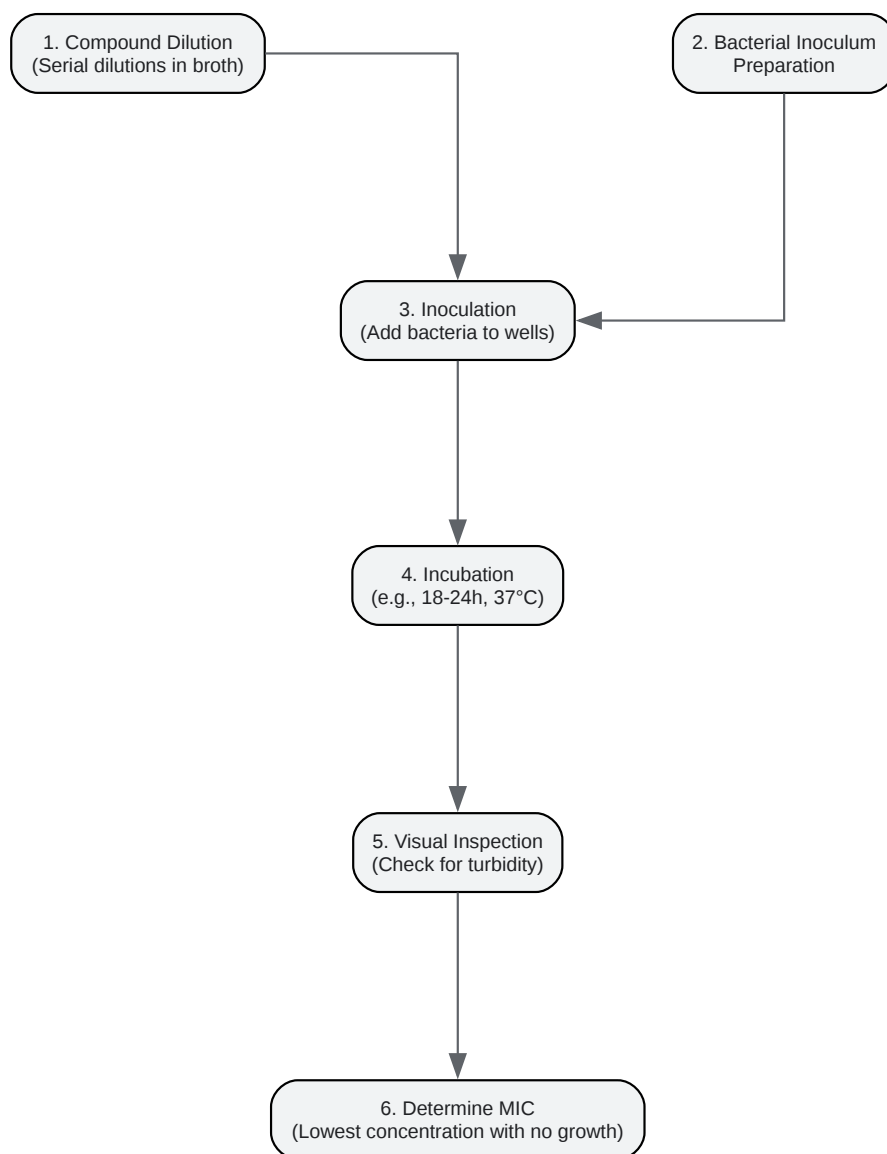 1. Compound Dilution
(Serial dilutions in broth)
2. Bacterial Inoculum
Preparation
3. Inoculation
(Add bacteria to wells)
4. Incubation
(e.g., 18-24h, 37°C)
5. Visual Inspection
(Check for turbidity)
6. Determine MIC
(Lowest concentration with no growth)